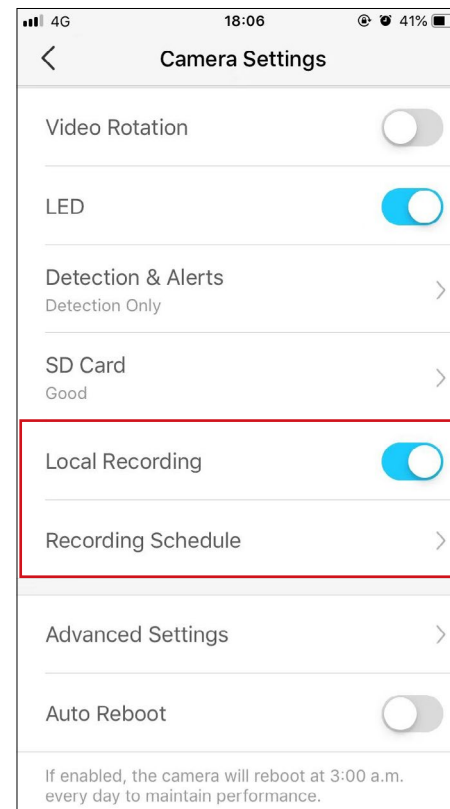 4G 18:06 41%
Camera Settings
Video Rotation
LED
Detection & Alerts
Detection Only
SD Card
Good
Local Recording
Recording Schedule
Advanced Settings
Auto Reboot
If enabled, the camera will reboot at 3:00 a.m.
every day to maintain performance.